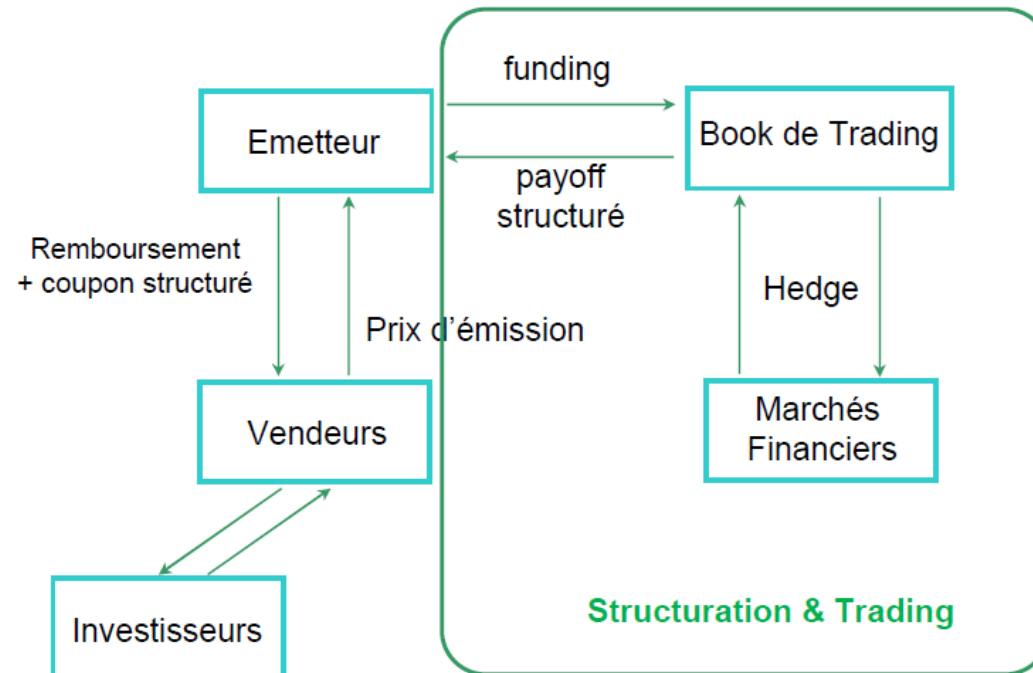 funding
Emetteur
Book de Trading
payoff
structuré
Remboursement
+ coupon structuré
Hedge
Prix d'émission
Vendeurs
Marchés
Financiers
Structuration & Trading
Investisseurs